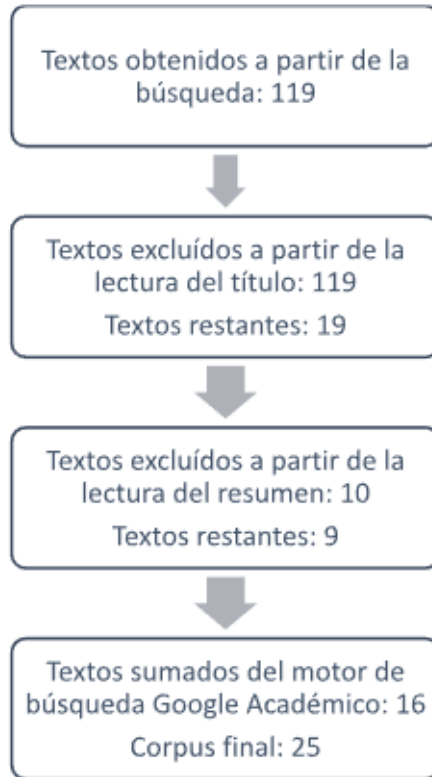 Textos obtenidos a partir de la
búsqueda: 119
Textos excluídos a partir de la
lectura del título: 119
Textos restantes: 19
Textos excluídos a partir de la
lectura del resumen: 10
Textos restantes: 9
Textos sumados del motor de
búsqueda Google Académico: 16
Corpus final: 25